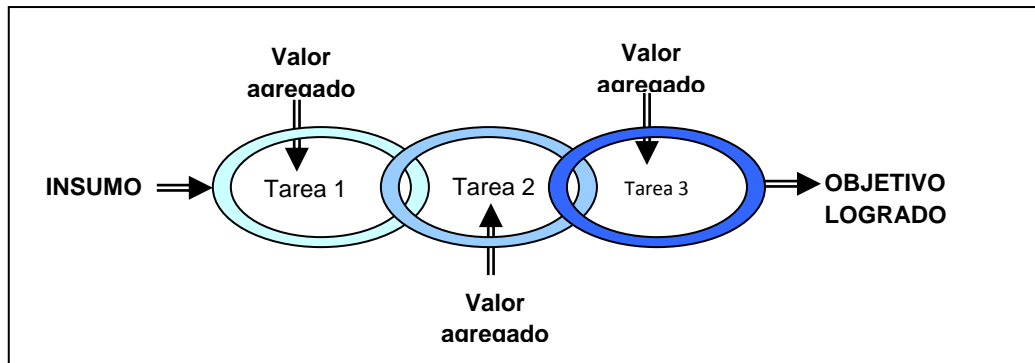 Valor
agregado
Valor
agregado
INSUMO
Tarea 1
Tarea 2
Tarea 3
OBJETIVO
LOGRADO
Valor
agregado